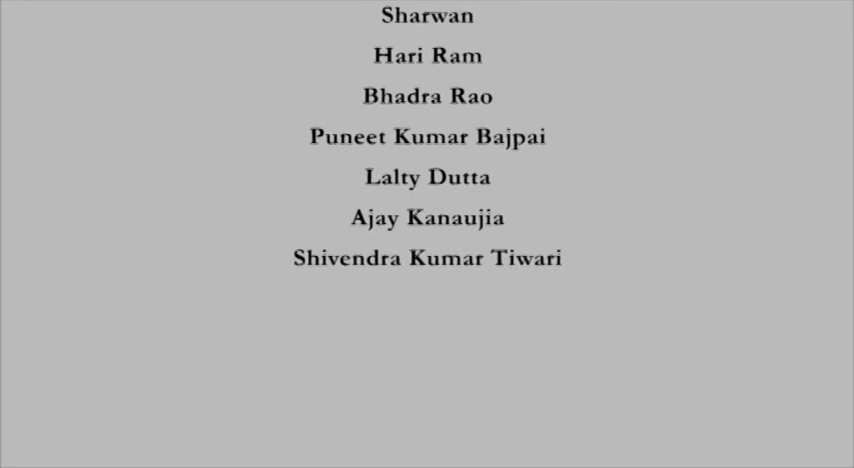 Sharwan
Hari Ram
Bhadra Rao
Puneet Kumar Bajpai
Lalty Dutta
Ajay Kanaujia
Shivendra Kumar Tiwari